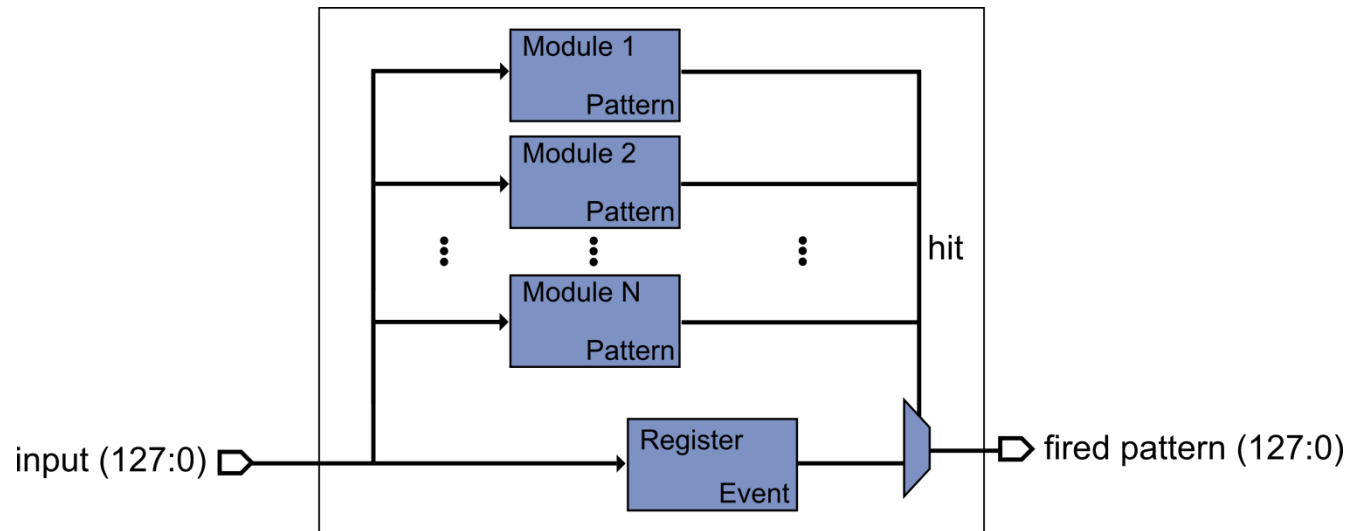 Module 1
Pattern
Module 2
Pattern
hit
Module N
Pattern
input (127:0)
Register
Event
fired pattern (127:0)